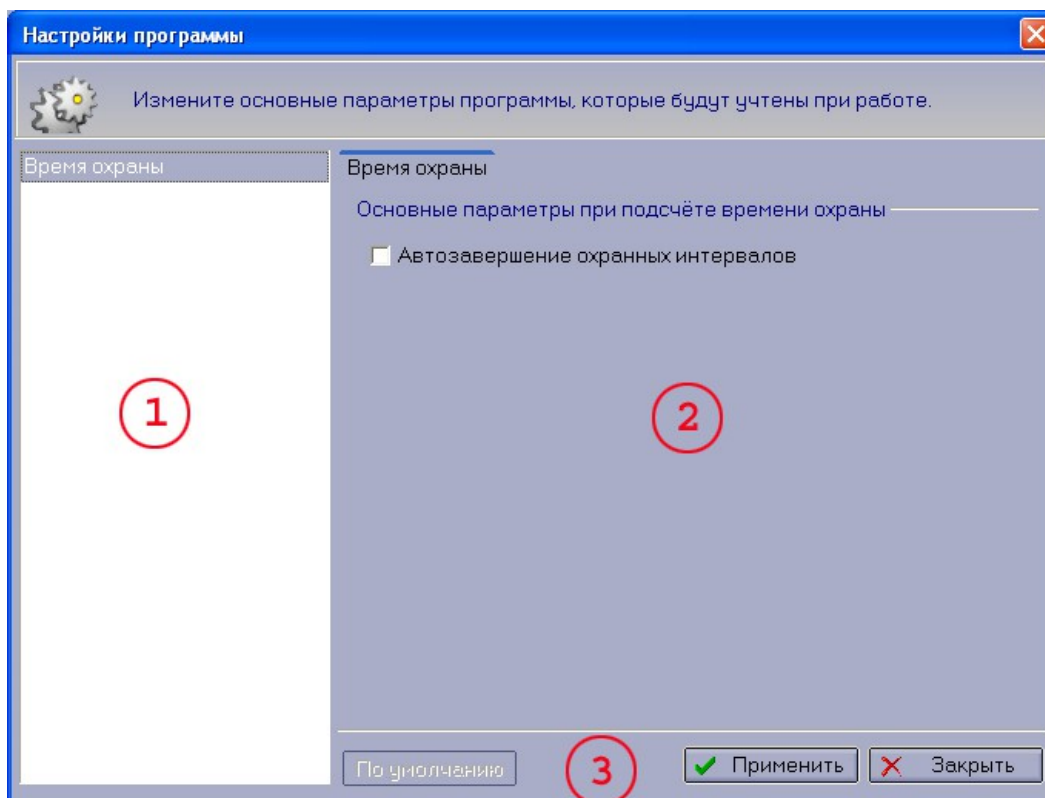 Настройки программы
Измените основные параметры программы, которые будут учтены при работе.
Время охраны
Время охраны
Основные параметры при подсчёте времени охраны
Автозавершение охранных интервалов
1
2
По умолчанию
3
Применить
Закрыть